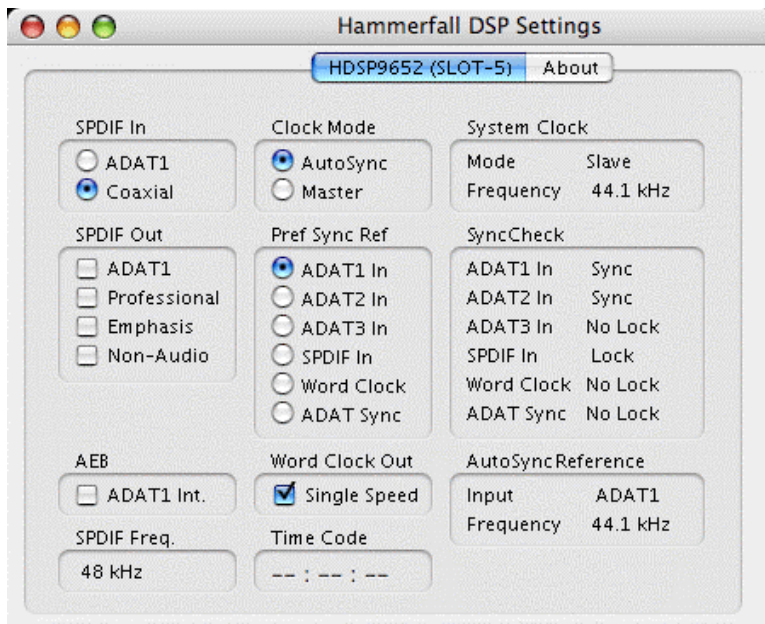 Hammerfall DSP Settings
HDSP9652 (SLOT-5) About
SPDIF In
ADAT1
Coaxial
Clock Mode
AutoSync
Master
System Clock
Mode Slave
Frequency 44.1 kHz
SPDIF Out
ADAT1
Professional
Emphasis
Non-Audio
Pref Sync Ref
ADAT1 In
ADAT2 In
ADAT3 In
SPDIF In
Word Clock
ADAT Sync
SyncCheck
ADAT1 In Sync
ADAT2 In Sync
ADAT3 In No Lock
SPDIF In Lock
Word Clock No Lock
ADAT Sync No Lock
AEB
ADAT1 Int.
Word Clock Out
Single Speed
AutoSyncReference
Input ADAT1
Frequency 44.1 kHz
SPDIF Freq.
48 kHz
Time Code
-- : -- : --